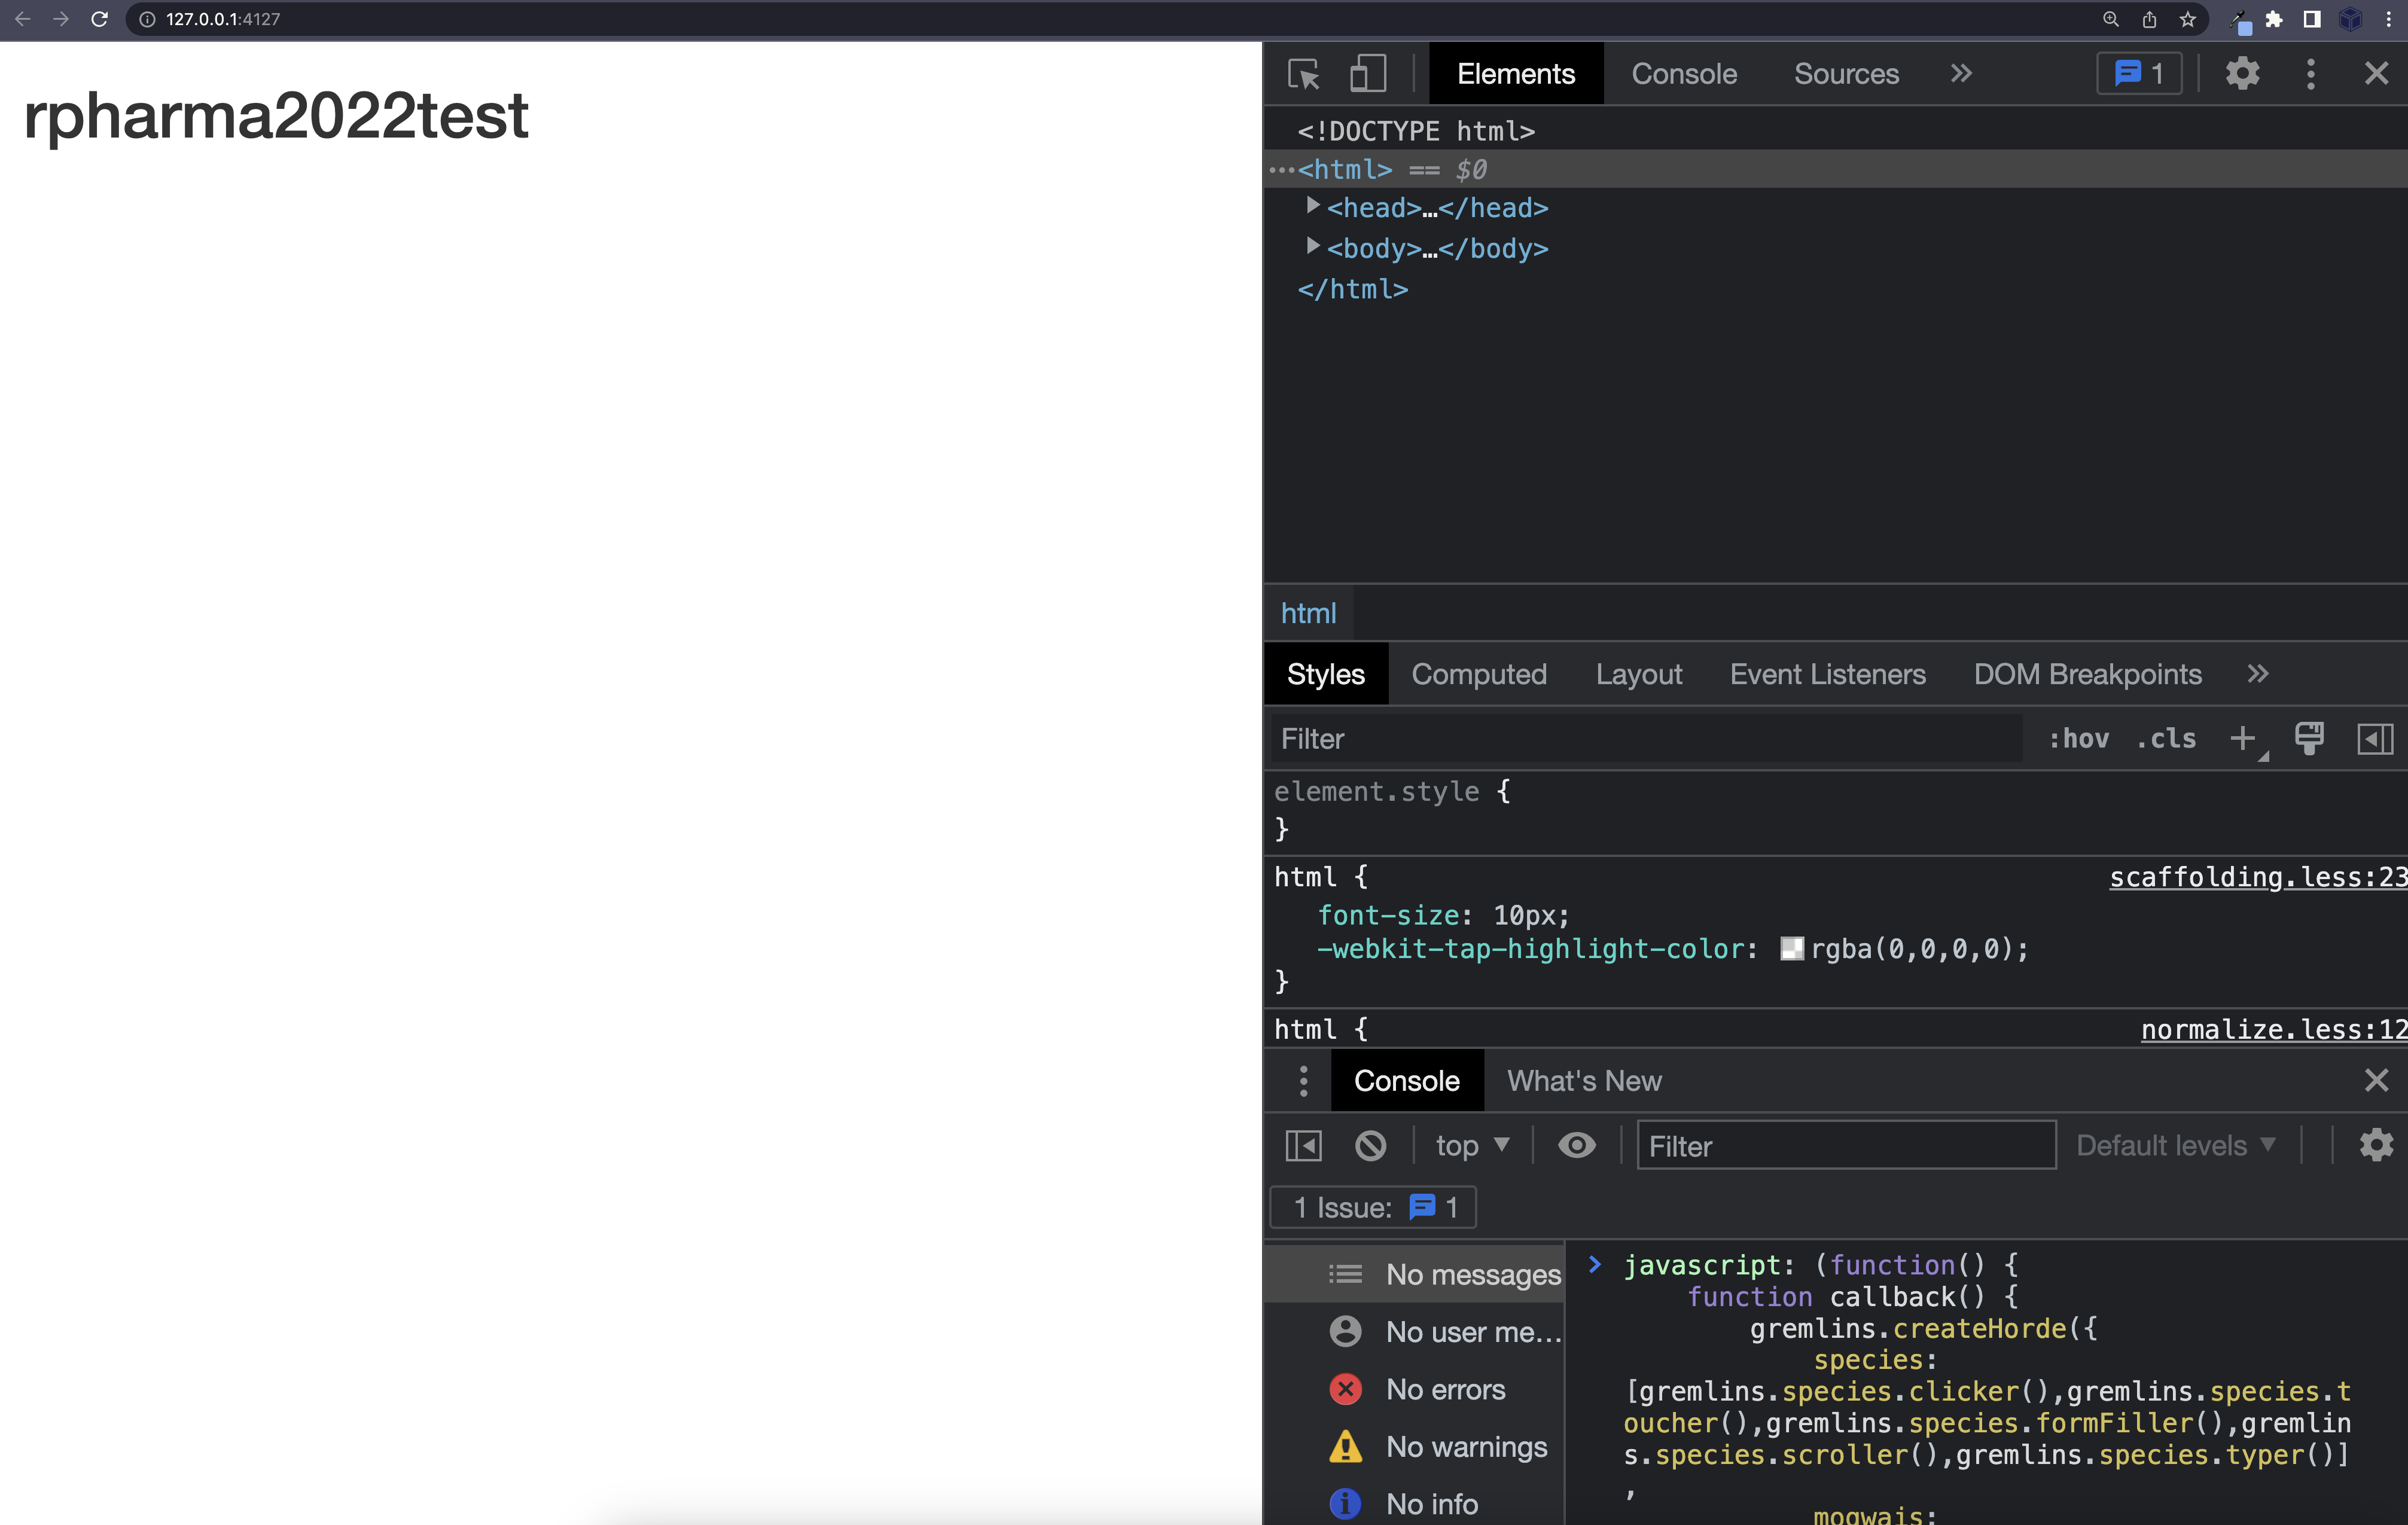 127.0.0.1:4127
rpharma2022test
Elements Console Sources » 1
<!DOCTYPE html>
…<html> == $0
<head>…</head>
<body>…</body>
</html>
html
Styles Computed Layout Event Listeners DOM Breakpoints »
Filter :hov .cls +
element.style {
}
html { scaffolding.less:23
font-size: 10px;
-webkit-tap-highlight-color: rgba(0,0,0,0);
}
html { normalize.less:12
Console What's New
top ▼ Filter Default levels ▼
1 Issue: 1
No messages
No user me…
No errors
No warnings
No info
> javascript: (function() {
function callback() {
gremlins.createHorde({
species:
[gremlins.species.clicker(),gremlins.species.t
oucher(),gremlins.species.formFiller(),gremlin
s.species.scroller(),gremlins.species.typer()]
,
mogwais: